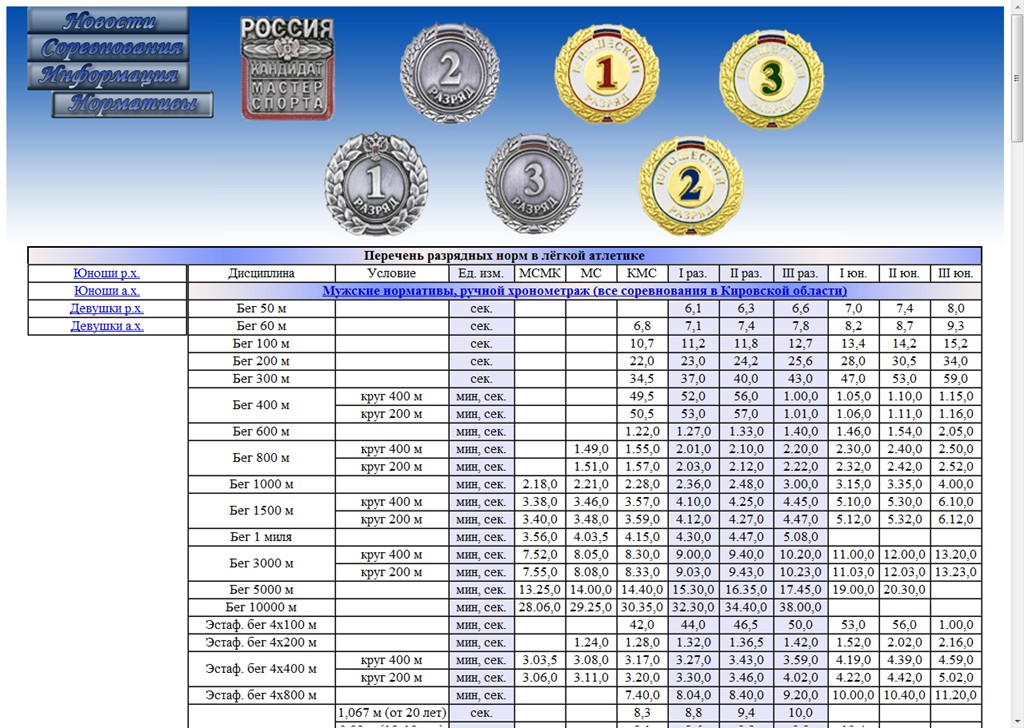 Новости
Соревнования
Информация
Нормативы
РОССИЯ
КАНДИДАТ
МАСТЕР
СПОРТА
2
РАЗРЯД
ЮНОШЕСКИЙ
1
РАЗРЯД
ЮНОШЕСКИЙ
3
РАЗРЯД
1
РАЗРЯД
3
РАЗРЯД
ЮНОШЕСКИЙ
2
РАЗРЯД
Перечень разрядных норм в лёгкой атлетике
Юноши р.х. Дисциплина Условие Ед. изм. МСМК МС КМС I раз. II раз. III раз. I юн. II юн. III юн.
Юноши а.х. Мужские нормативы, ручной хронометраж (все соревнования в Кировской области)
Девушки р.х. Бег 50 м сек. 6,1 6,3 6,6 7,0 7,4 8,0
Девушки а.х. Бег 60 м сек. 6,8 7,1 7,4 7,8 8,2 8,7 9,3
Бег 100 м сек. 10,7 11,2 11,8 12,7 13,4 14,2 15,2
Бег 200 м сек. 22,0 23,0 24,2 25,6 28,0 30,5 34,0
Бег 300 м сек. 34,5 37,0 40,0 43,0 47,0 53,0 59,0
Бег 400 м круг 400 м мин, сек. 49,5 52,0 56,0 1.00,0 1.05,0 1.10,0 1.15,0
круг 200 м мин, сек. 50,5 53,0 57,0 1.01,0 1.06,0 1.11,0 1.16,0
Бег 600 м мин, сек. 1.22,0 1.27,0 1.33,0 1.40,0 1.46,0 1.54,0 2.05,0
Бег 800 м круг 400 м мин, сек. 1.49,0 1.55,0 2.01,0 2.10,0 2.20,0 2.30,0 2.40,0 2.50,0
круг 200 м мин, сек. 1.51,0 1.57,0 2.03,0 2.12,0 2.22,0 2.32,0 2.42,0 2.52,0
Бег 1000 м мин, сек. 2.18,0 2.21,0 2.28,0 2.36,0 2.48,0 3.00,0 3.15,0 3.35,0 4.00,0
Бег 1500 м круг 400 м мин, сек. 3.38,0 3.46,0 3.57,0 4.10,0 4.25,0 4.45,0 5.10,0 5.30,0 6.10,0
круг 200 м мин, сек. 3.40,0 3.48,0 3.59,0 4.12,0 4.27,0 4.47,0 5.12,0 5.32,0 6.12,0
Бег 1 миля мин, сек. 3.56,0 4.03,5 4.15,0 4.30,0 4.47,0 5.08,0
Бег 3000 м круг 400 м мин, сек. 7.52,0 8.05,0 8.30,0 9.00,0 9.40,0 10.20,0 11.00,0 12.00,0 13.20,0
круг 200 м мин, сек. 7.55,0 8.08,0 8.33,0 9.03,0 9.43,0 10.23,0 11.03,0 12.03,0 13.23,0
Бег 5000 м мин, сек. 13.25,0 14.00,0 14.40,0 15.30,0 16.35,0 17.45,0 19.00,0 20.30,0
Бег 10000 м мин, сек. 28.06,0 29.25,0 30.35,0 32.30,0 34.40,0 38.00,0
Эстаф. бег 4х100 м мин, сек. 42,0 44,0 46,5 50,0 53,0 56,0 1.00,0
Эстаф. бег 4х200 м мин, сек. 1.24,0 1.28,0 1.32,0 1.36,5 1.42,0 1.52,0 2.02,0 2.16,0
Эстаф. бег 4х400 м круг 400 м мин, сек. 3.03,5 3.08,0 3.17,0 3.27,0 3.43,0 3.59,0 4.19,0 4.39,0 4.59,0
круг 200 м мин, сек. 3.06,0 3.11,0 3.20,0 3.30,0 3.46,0 4.02,0 4.22,0 4.42,0 5.02,0
Эстаф. бег 4х800 м мин, сек. 7.40,0 8.04,0 8.40,0 9.20,0 10.00,0 10.40,0 11.20,0
1,067 м (от 20 лет) сек. 8,3 8,8 9,4 10,0